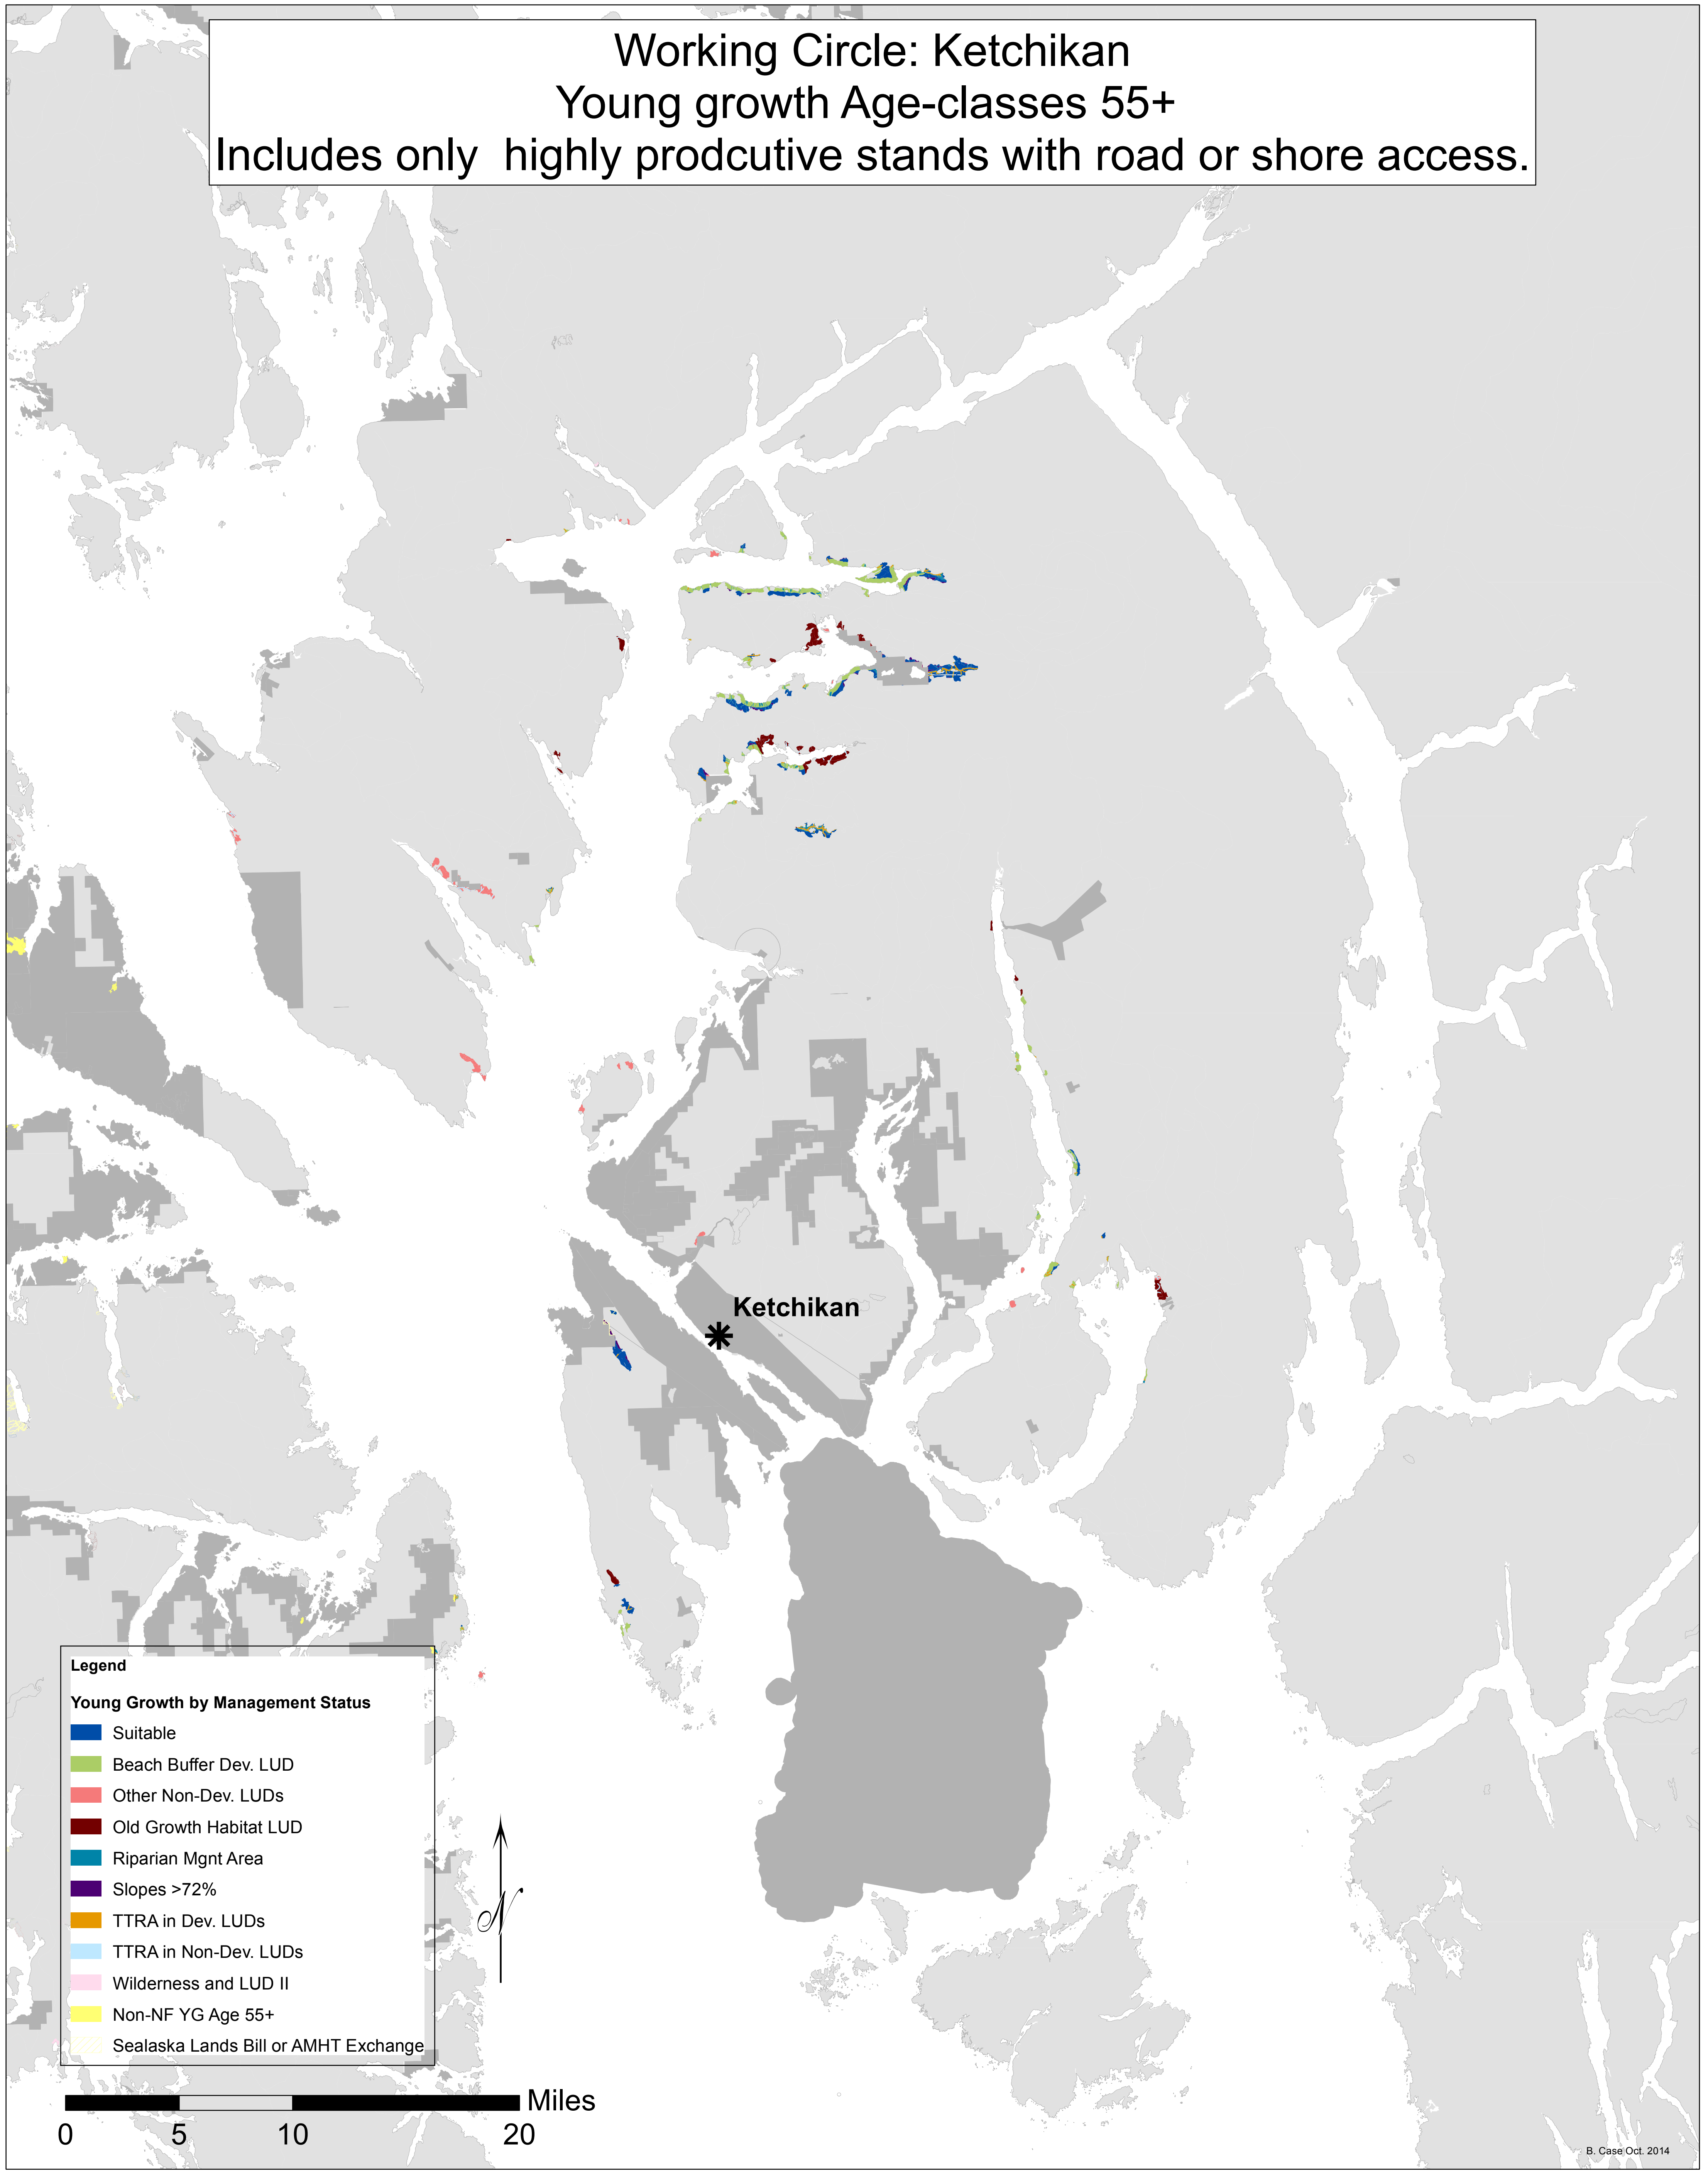 Working Circle: Ketchikan
Young growth Age-classes 55+
Includes only  highly prodcutive stands with road or shore access.
Ketchikan
Legend
Young Growth by Management Status
Suitable
Beach Buffer Dev. LUD
Other Non-Dev. LUDs
Old Growth Habitat LUD
Riparian Mgnt Area
Slopes >72%
TTRA in Dev. LUDs
TTRA in Non-Dev. LUDs
Wilderness and LUD II
Non-NF YG Age 55+
Sealaska Lands Bill or AMHT Exchange
N
Miles
0 5 10 20
B. Case Oct. 2014